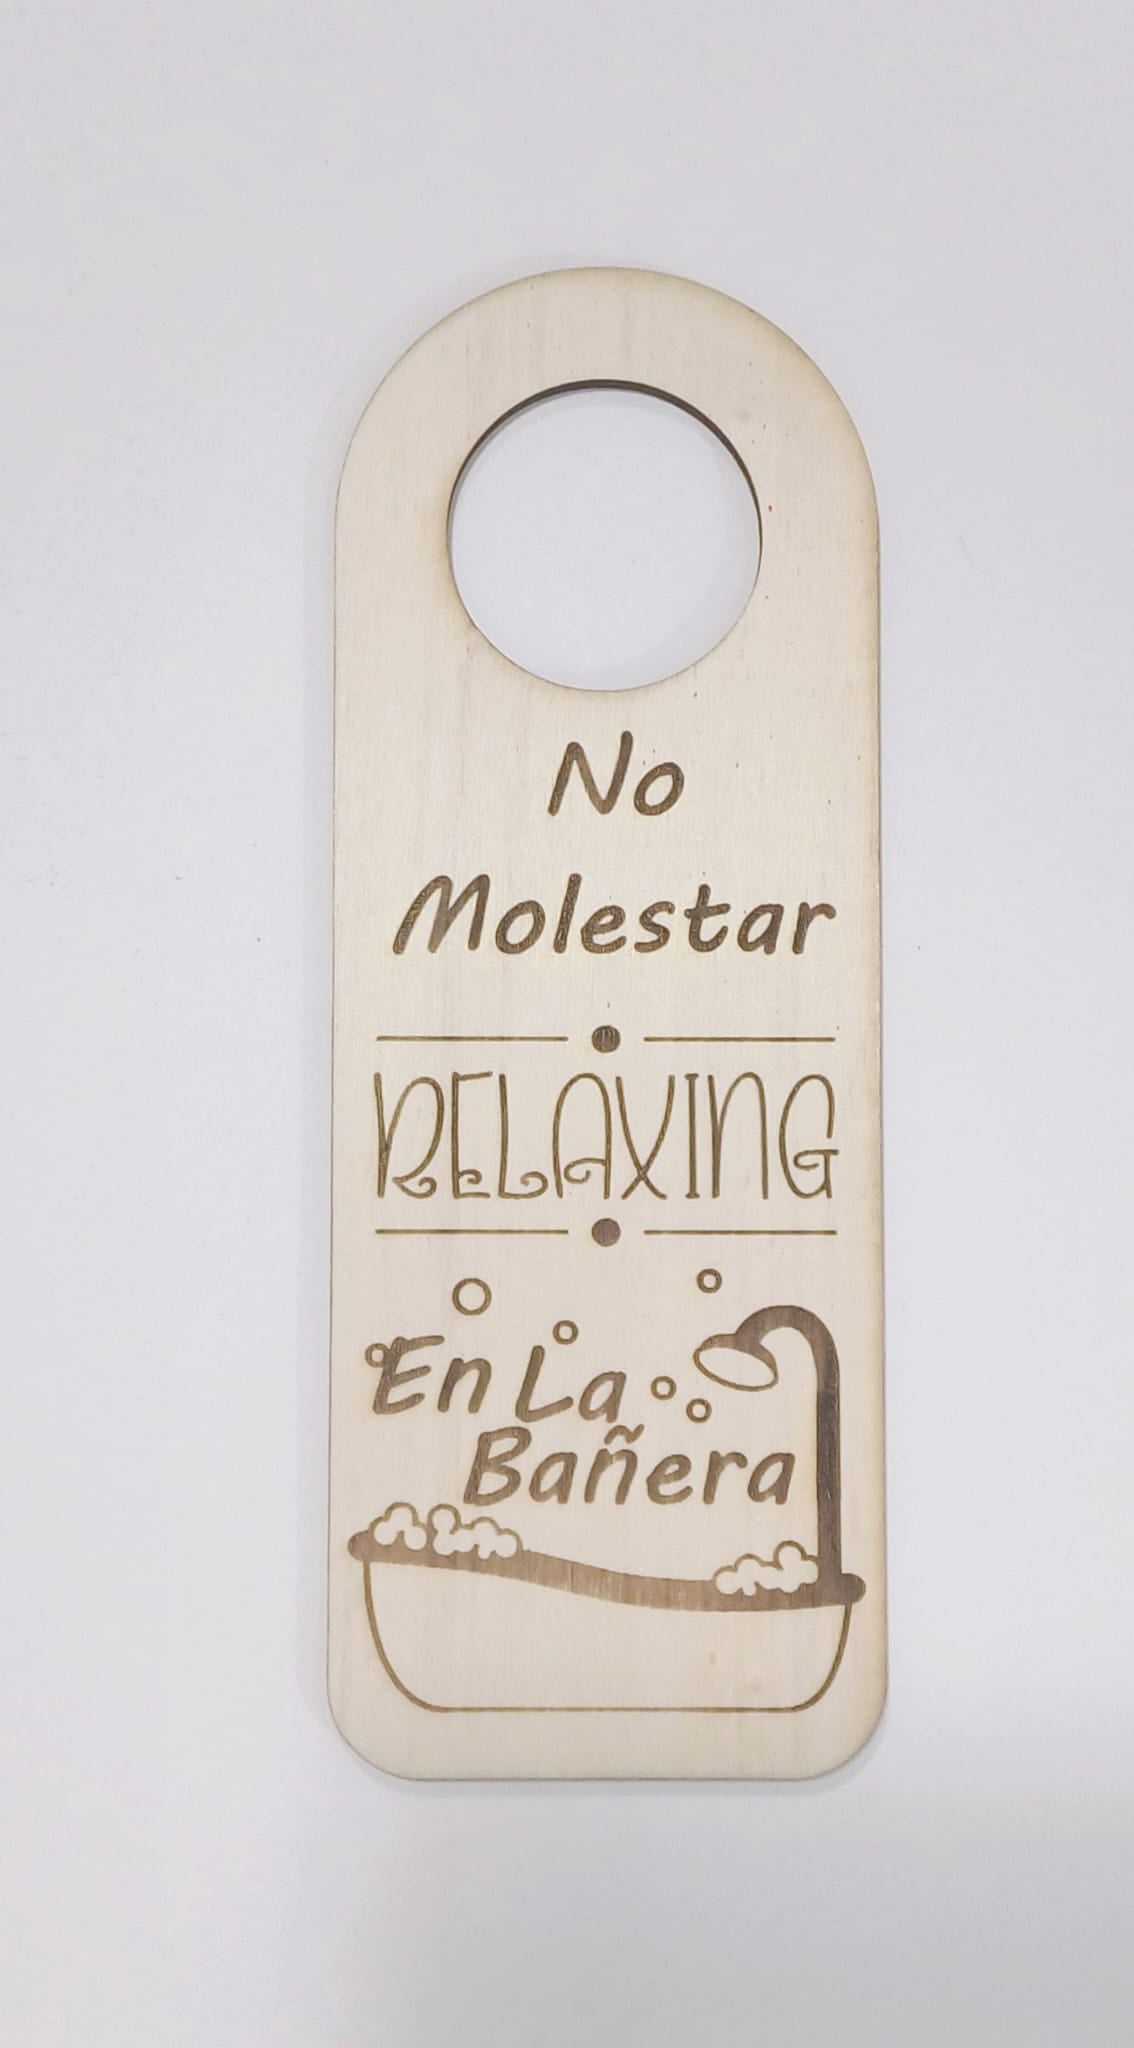 No
Molestar
RELAXING
En La
Bañera